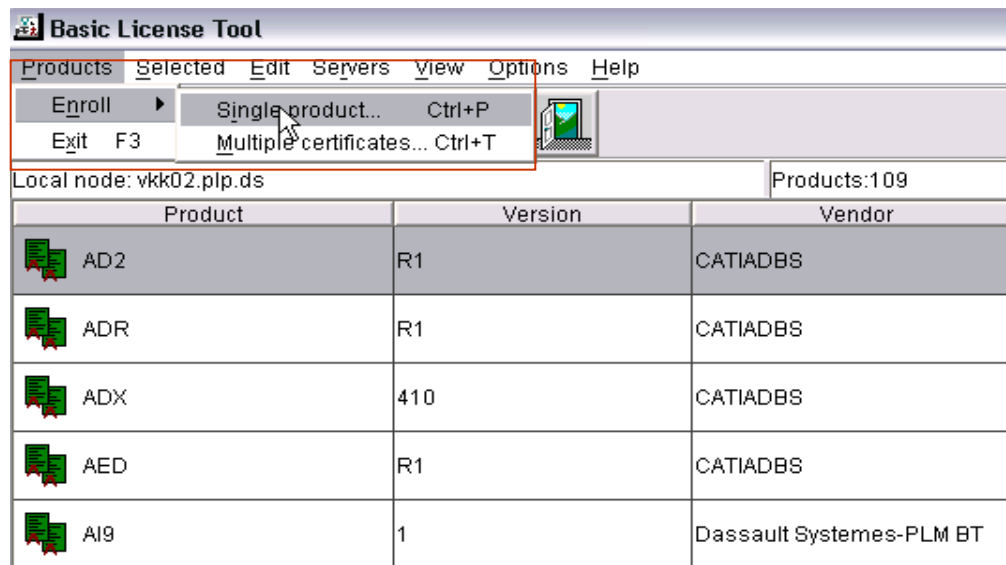 Basic License Tool
Products Selected Edit Servers View Options Help
Enroll Single product... Ctrl+P
Exit F3 Multiple certificates... Ctrl+T
Local node: vkk02.plp.ds Products:109
Product Version Vendor
AD2 R1 CATIADBS
ADR R1 CATIADBS
ADX 410 CATIADBS
AED R1 CATIADBS
AI9 1 Dassault Systemes-PLM BT